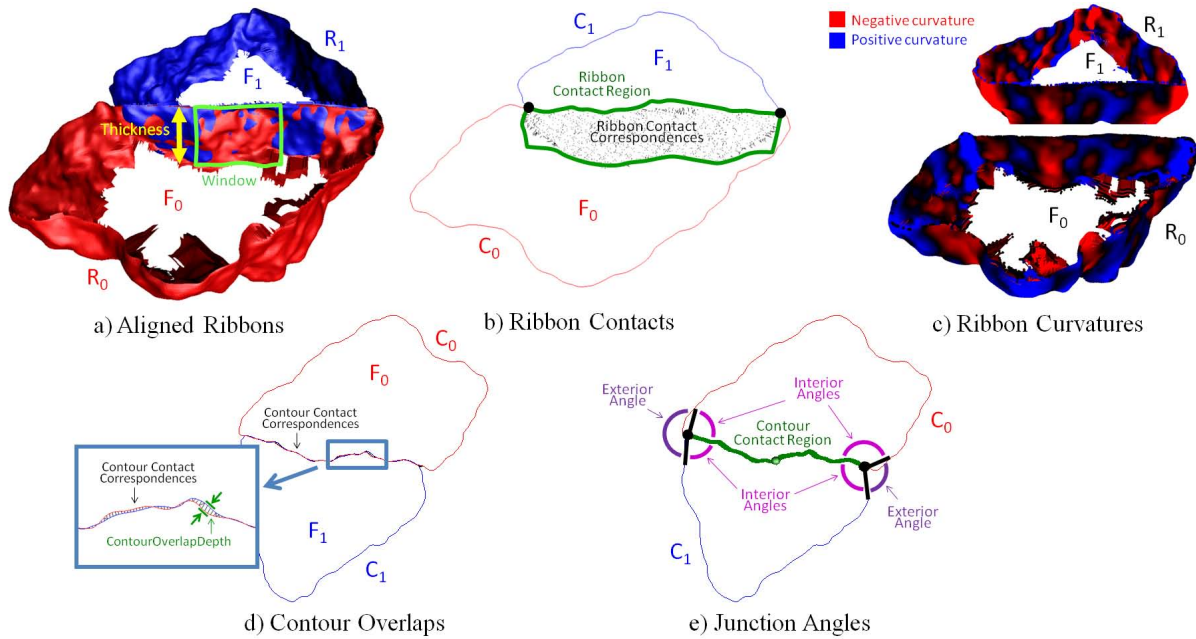 R1
F1
Thickness
Window
F0
R0
a) Aligned Ribbons
C1
F1
Ribbon
Contact Region
Ribbon Contact
Correspondences
F0
C0
b) Ribbon Contacts
Negative curvature
Positive curvature
R1
F1
F0
R0
c) Ribbon Curvatures
C0
F0
Contour Contact
Correspondences
Contour Contact
Correspondences
ContourOverlapDepth
F1
C1
d) Contour Overlaps
Exterior
Angle
Interior
Angles
C0
Contour
Contact Region
Interior
Angles
Exterior
Angle
C1
e) Junction Angles